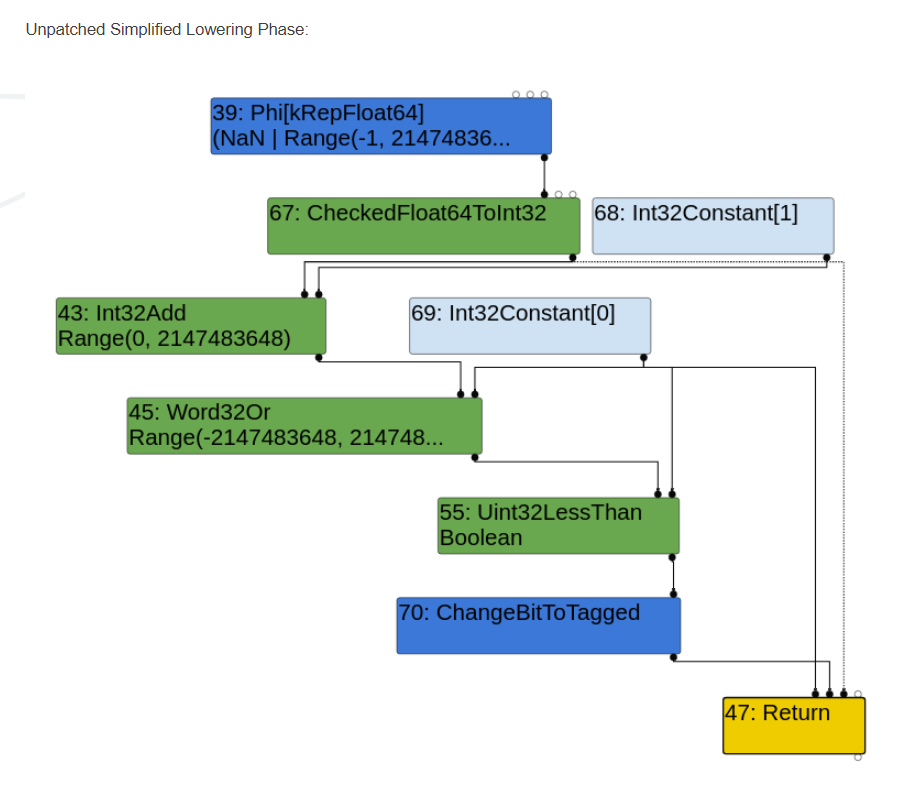 Unpatched Simplified Lowering Phase:
39: Phi[kRepFloat64]
(NaN | Range(-1, 21474836...
67: CheckedFloat64ToInt32
68: Int32Constant[1]
43: Int32Add
Range(0, 2147483648)
69: Int32Constant[0]
45: Word32Or
Range(-2147483648, 214748...
55: Uint32LessThan
Boolean
70: ChangeBitToTagged
47: Return